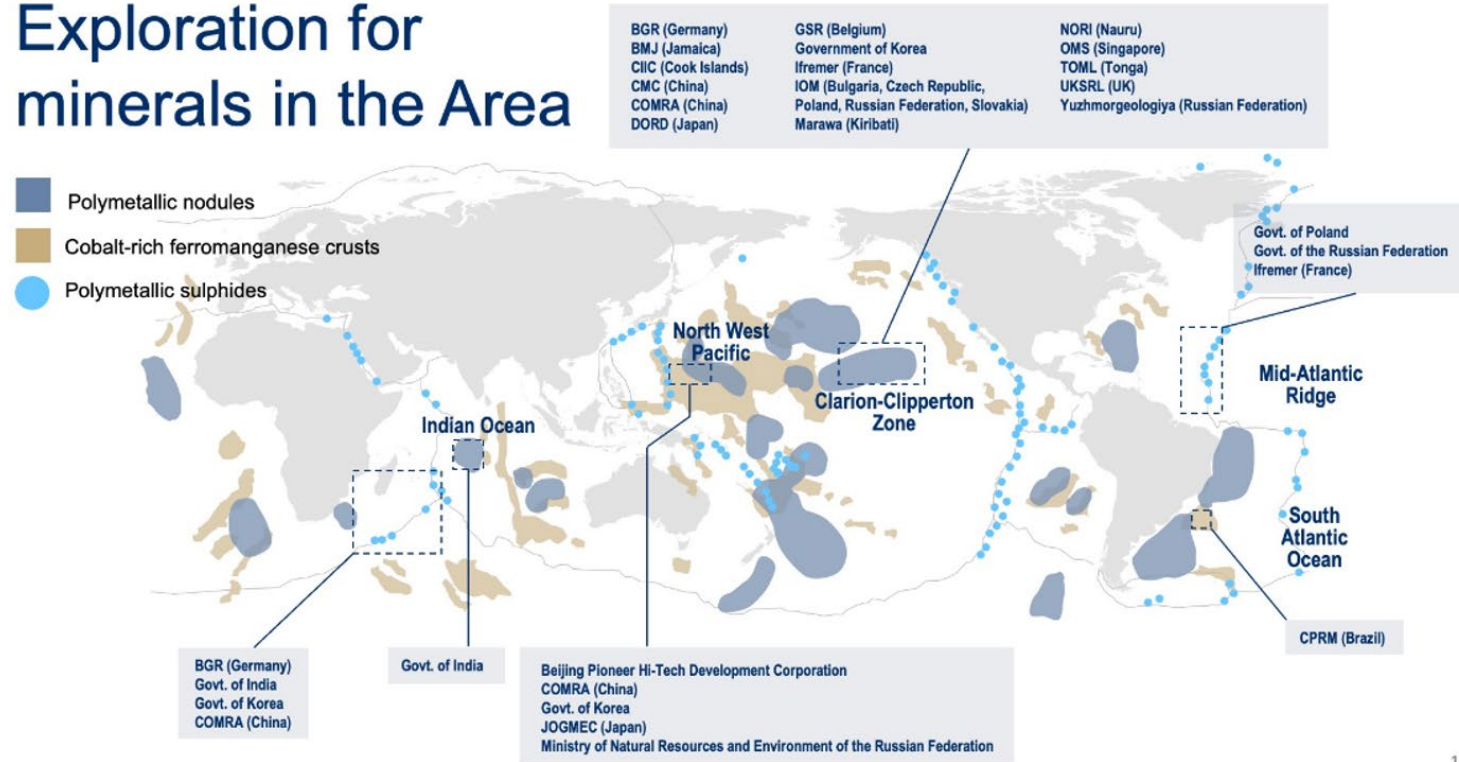 Exploration for
minerals in the Area
Polymetallic nodules
Cobalt-rich ferromanganese crusts
Polymetallic sulphides
BGR (Germany)
BMJ (Jamaica)
CIIC (Cook Islands)
CMC (China)
COMRA (China)
DORD (Japan)
GSR (Belgium)
Government of Korea
Ifremer (France)
IOM (Bulgaria, Czech Republic,
Poland, Russian Federation, Slovakia)
Marawa (Kiribati)
NORI (Nauru)
OMS (Singapore)
TOML (Tonga)
UKSRL (UK)
Yuzhmorgeologiya (Russian Federation)
Govt. of Poland
Govt. of the Russian Federation
Ifremer (France)
North West
Pacific
Clarion-Clipperton
Zone
Mid-Atlantic
Ridge
Indian Ocean
South
Atlantic
Ocean
CPRM (Brazil)
BGR (Germany)
Govt. of India
Govt. of Korea
COMRA (China)
Govt. of India
Beijing Pioneer Hi-Tech Development Corporation
COMRA (China)
Govt. of Korea
JOGMEC (Japan)
Ministry of Natural Resources and Environment of the Russian Federation